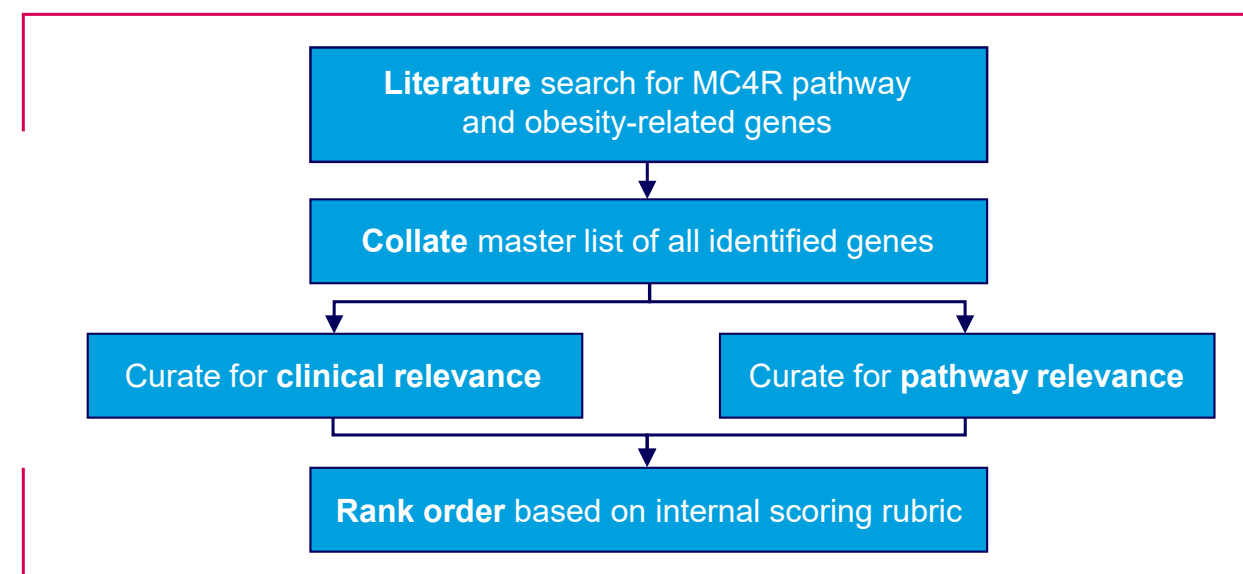 Literature search for MC4R pathway
and obesity-related genes
Collate master list of all identified genes
Curate for clinical relevance
Curate for pathway relevance
Rank order based on internal scoring rubric